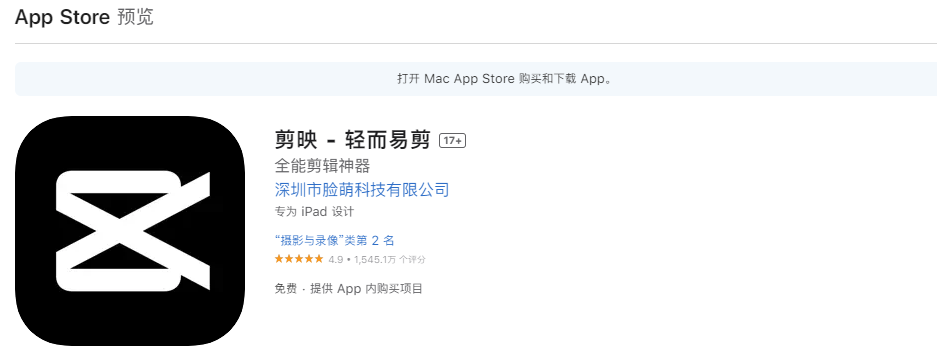 App Store 预览
打开 Mac App Store 购买和下载 App。
剪映 - 轻而易剪 17+
全能剪辑神器
深圳市脸萌科技有限公司
专为 iPad 设计
“摄影与录像”类第 2 名
★★★★★ 4.9 • 1,545.1万 个评分
免费 · 提供 App 内购买项目